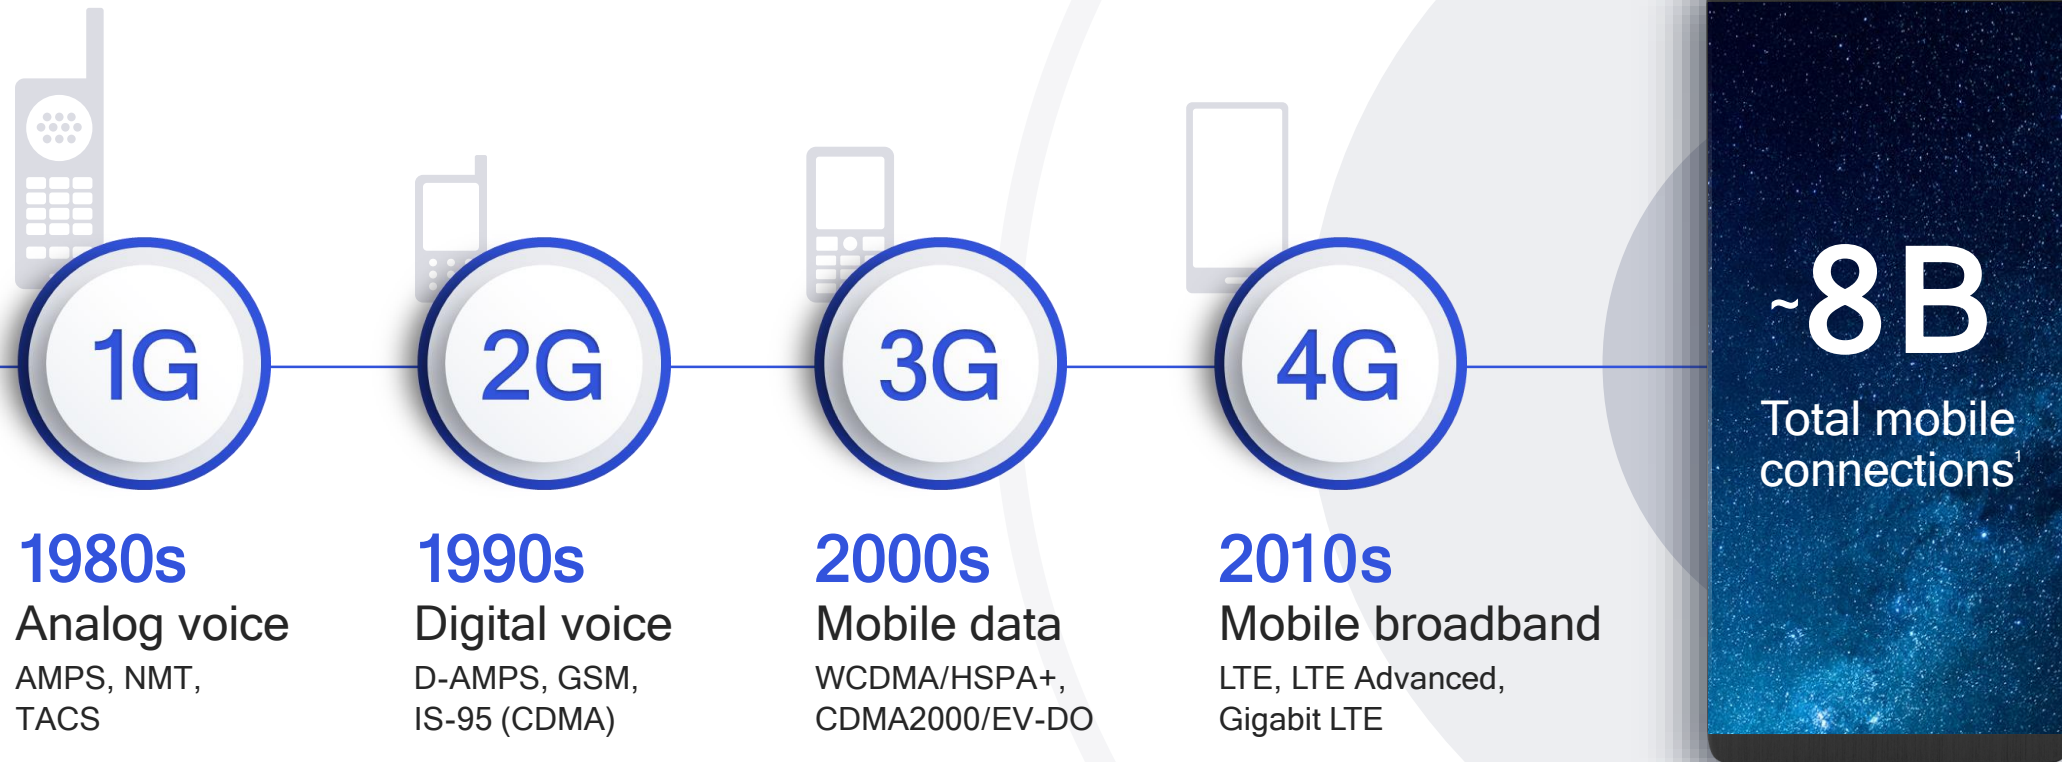 1G
1980s
Analog voice
AMPS, NMT,
TACS
2G
1990s
Digital voice
D-AMPS, GSM,
IS-95 (CDMA)
3G
2000s
Mobile data
WCDMA/HSPA+,
CDMA2000/EV-DO
4G
2010s
Mobile broadband
LTE, LTE Advanced,
Gigabit LTE
~8B
Total mobile
connections¹